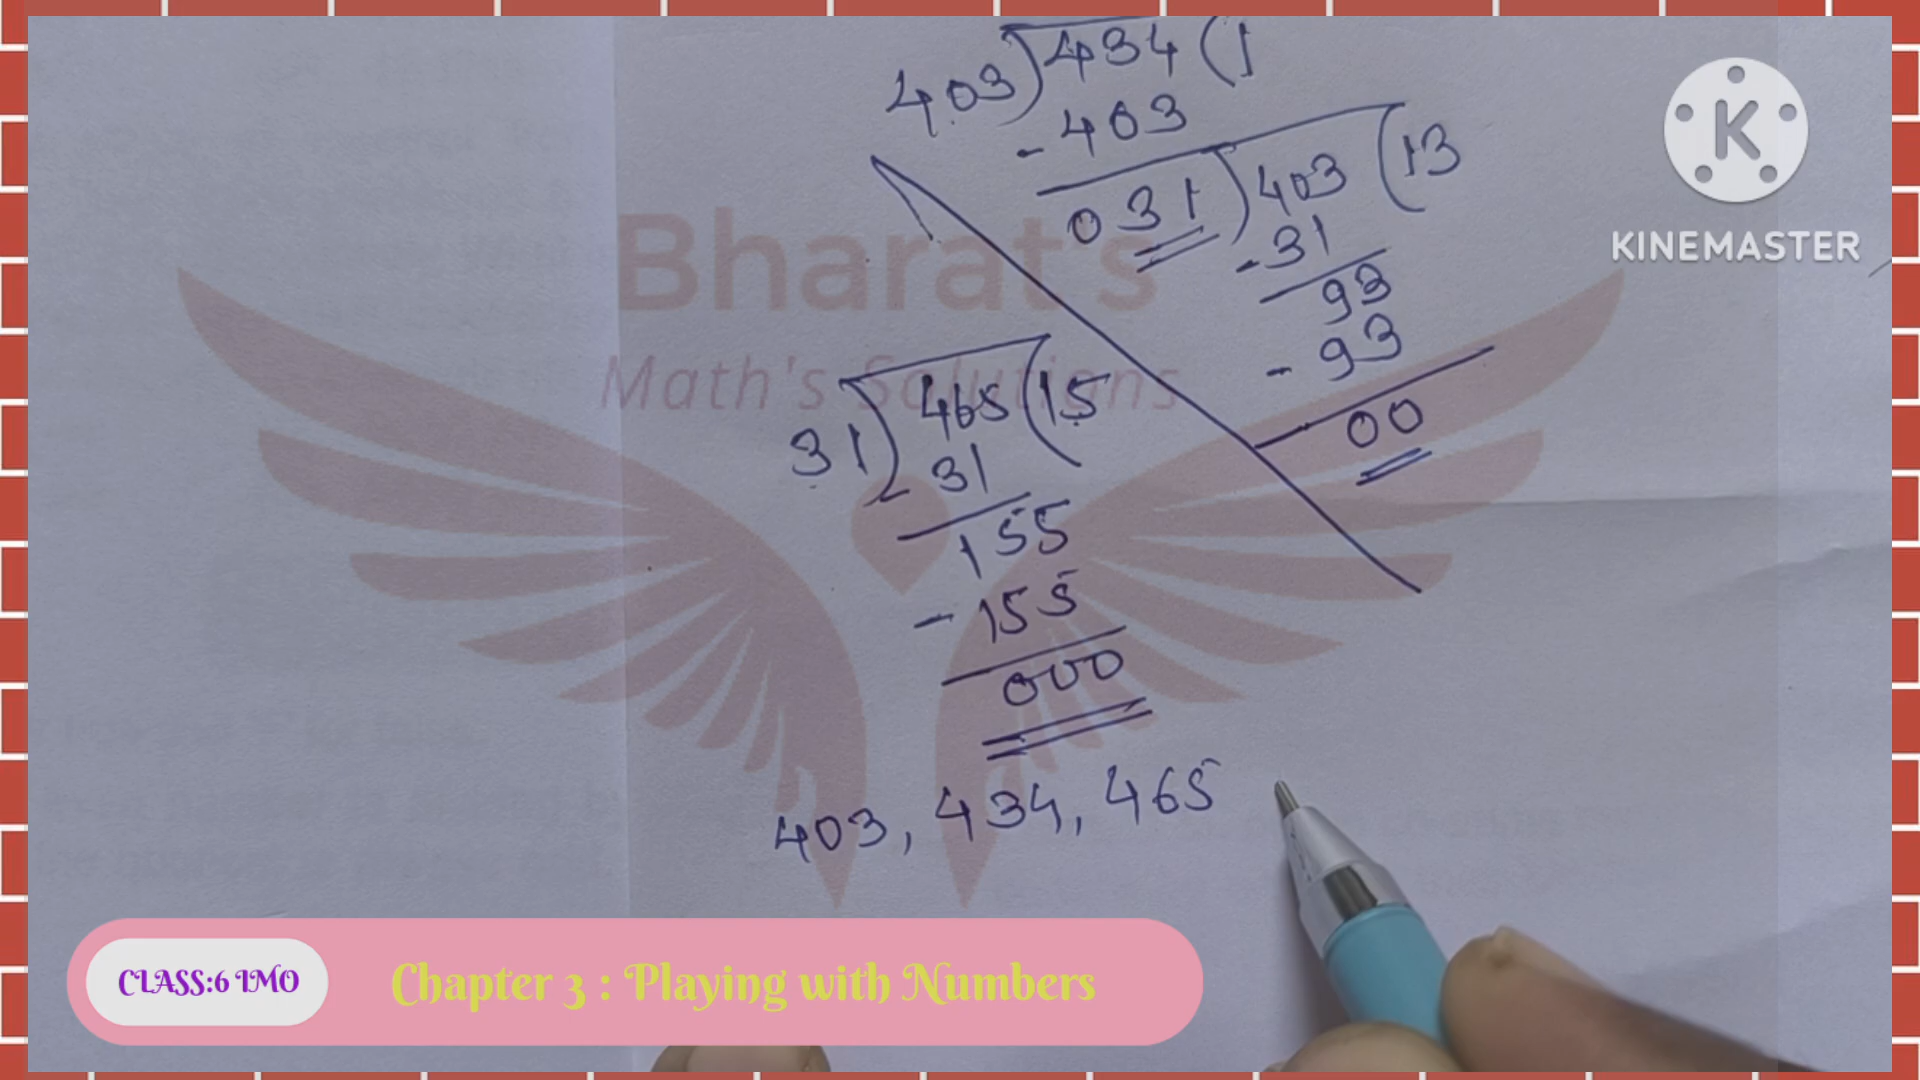 403)434(1
-403
031)403(13
-31
93
-93
00
31)465(15
31
155
-155
000
403, 434, 465
Bharat's
Math's Solutions
KINEMASTER
CLASS:6 IMO
Chapter 3 : Playing with Numbers